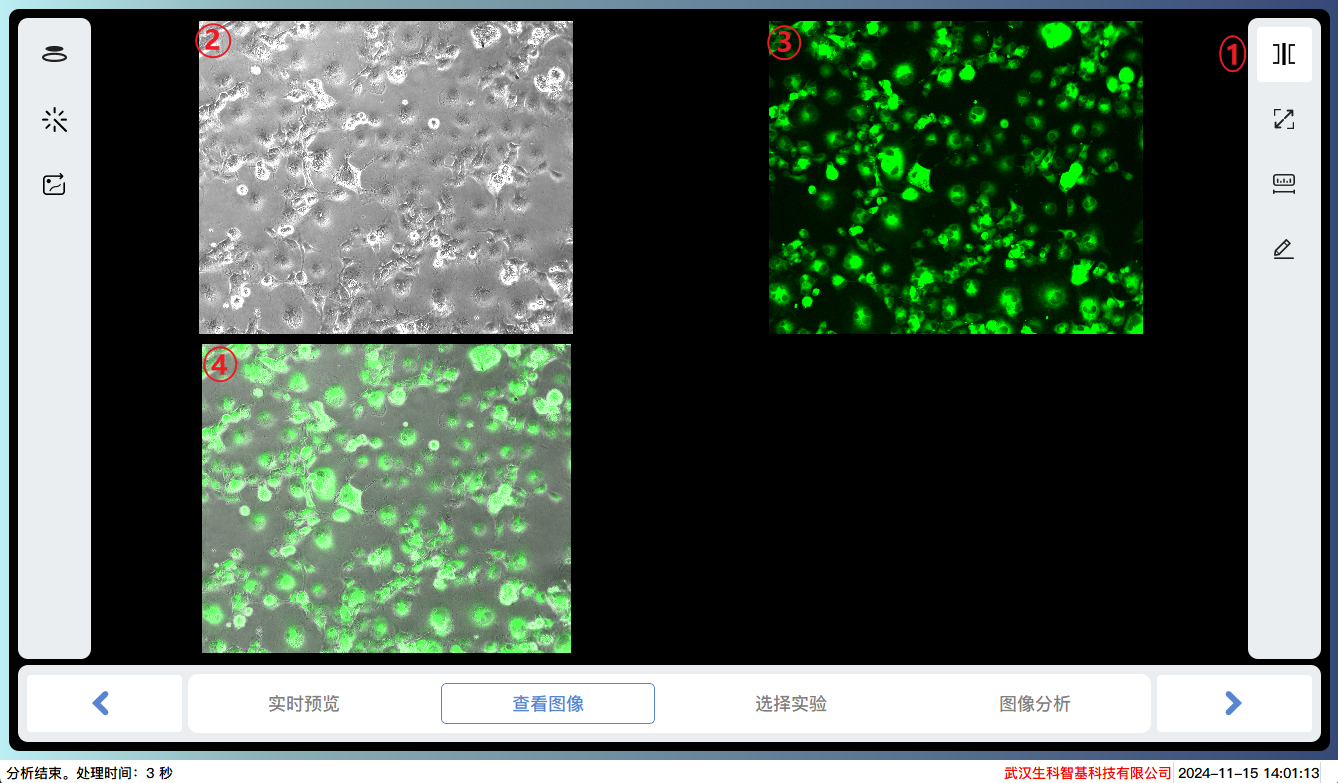 ②
③
①
④
实时预览
查看图像
选择实验
图像分析
分析结束。处理时间：3 秒
武汉生科智基科技有限公司 2024-11-15 14:01:13